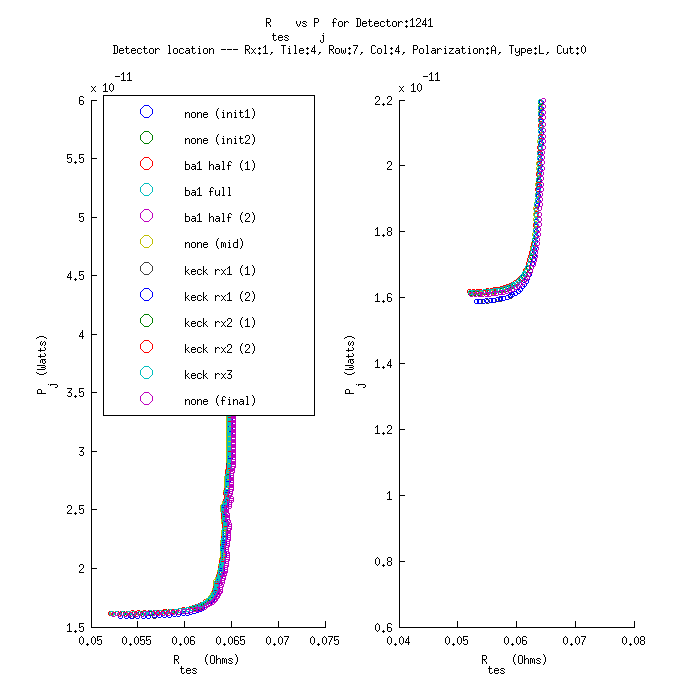 R    vs P  for Detector:1241
tes     j
Detector location --- Rx:1, Tile:4, Row:7, Col:4, Polarization:A, Type:L, Cut:0
x 10^-11
6
5.5
5
4.5
4
3.5
3
2.5
2
1.5
0.05 0.055 0.06 0.065 0.07 0.075
P_j (Watts)
R_tes (Ohms)
none (init1)
none (init2)
ba1 half (1)
ba1 full
ba1 half (2)
none (mid)
keck rx1 (1)
keck rx1 (2)
keck rx2 (1)
keck rx2 (2)
keck rx3
none (final)
x 10^-11
2.2
2
1.8
1.6
1.4
1.2
1
0.8
0.6
0.04 0.05 0.06 0.07 0.08
P_j (Watts)
R_tes (Ohms)